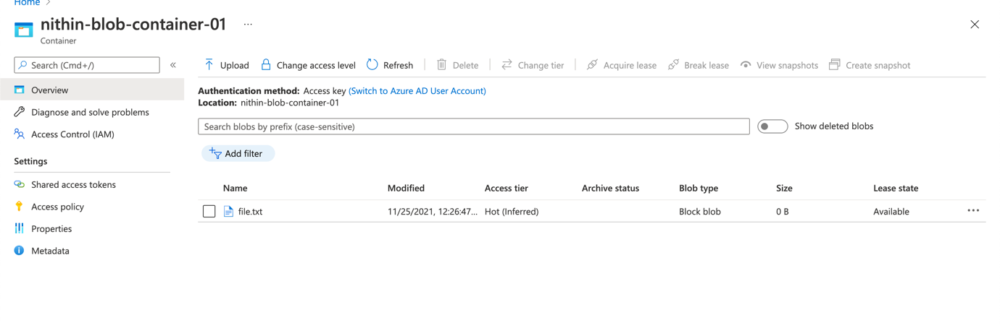 Home >
nithin-blob-container-01 ...
Container
Search (Cmd+/) «
Overview
Diagnose and solve problems
Access Control (IAM)
Settings
Shared access tokens
Access policy
Properties
Metadata
Upload Change access level Refresh Delete Change tier Acquire lease Break lease View snapshots Create snapshot
Authentication method: Access key (Switch to Azure AD User Account)
Location: nithin-blob-container-01
Search blobs by prefix (case-sensitive) Show deleted blobs
Add filter
Name Modified Access tier Archive status Blob type Size Lease state
file.txt 11/25/2021, 12:26:47... Hot (Inferred) Block blob 0 B Available ...